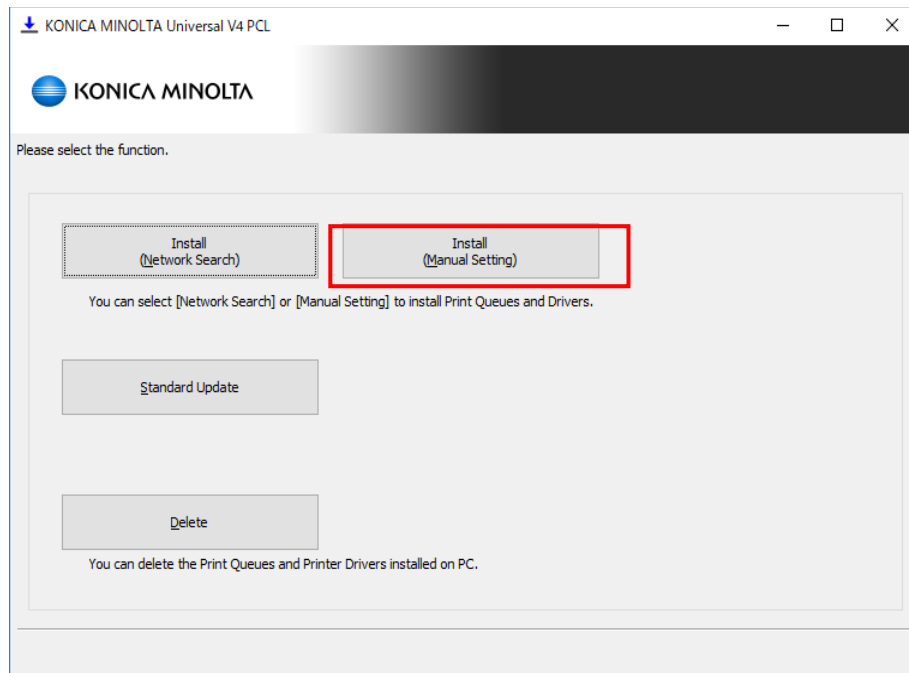 KONICA MINOLTA Universal V4 PCL
KONICA MINOLTA
Please select the function.
Install
(Network Search)
Install
(Manual Setting)
You can select [Network Search] or [Manual Setting] to install Print Queues and Drivers.
Standard Update
Delete
You can delete the Print Queues and Printer Drivers installed on PC.